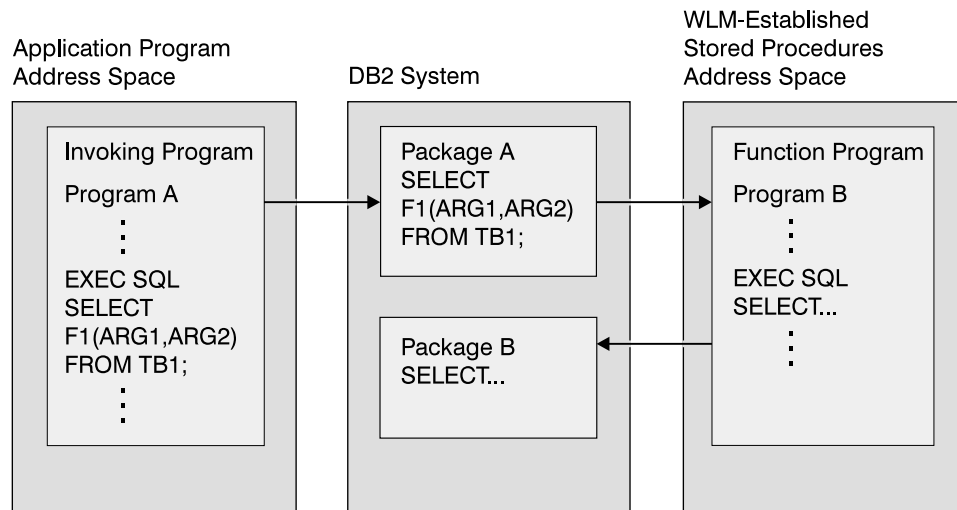 Application Program
Address Space
Invoking Program
Program A
EXEC SQL
SELECT
F1(ARG1,ARG2)
FROM TB1;
DB2 System
Package A
SELECT
F1(ARG1,ARG2)
FROM TB1;
Package B
SELECT...
WLM-Established
Stored Procedures
Address Space
Function Program
Program B
EXEC SQL
SELECT...